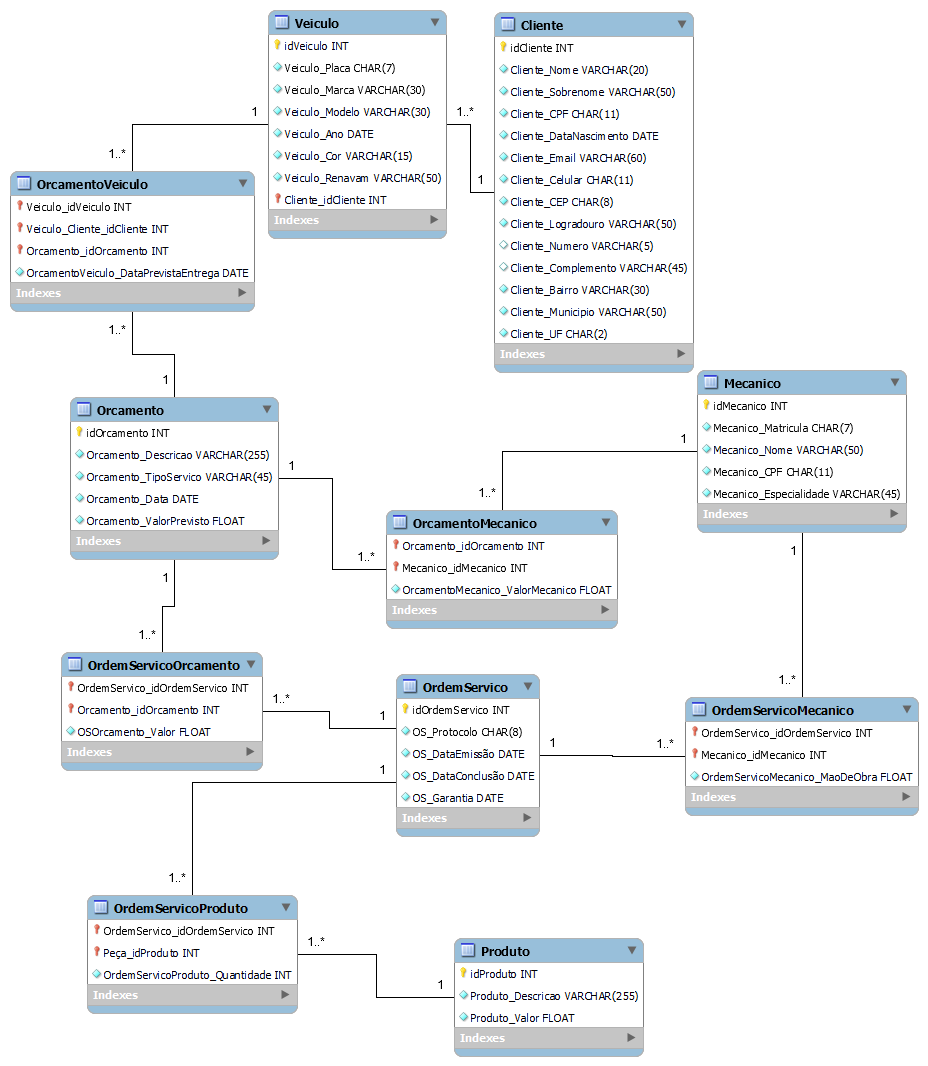 Veiculo
idVeiculo INT
Veiculo_Placa CHAR(7)
Veiculo_Marca VARCHAR(30)
Veiculo_Modelo VARCHAR(30)
Veiculo_Ano DATE
Veiculo_Cor VARCHAR(15)
Veiculo_Renavam VARCHAR(50)
Cliente_idCliente INT
Indexes
Cliente
idCliente INT
Cliente_Nome VARCHAR(20)
Cliente_Sobrenome VARCHAR(50)
Cliente_CPF CHAR(11)
Cliente_DataNascimento DATE
Cliente_Email VARCHAR(60)
Cliente_Celular CHAR(11)
Cliente_CEP CHAR(8)
Cliente_Logradouro VARCHAR(50)
Cliente_Numero VARCHAR(5)
Cliente_Complemento VARCHAR(45)
Cliente_Bairro VARCHAR(30)
Cliente_Municipio VARCHAR(50)
Cliente_UF CHAR(2)
Indexes
1
1..*
1..*
1
OrcamentoVeiculo
Veiculo_idVeiculo INT
Veiculo_Cliente_idCliente INT
Orcamento_idOrcamento INT
OrcamentoVeiculo_DataPrevistaEntrega DATE
Indexes
1..*
1
Orcamento
idOrcamento INT
Orcamento_Descricao VARCHAR(255)
Orcamento_TipoServico VARCHAR(45)
Orcamento_Data DATE
Orcamento_ValorPrevisto FLOAT
Indexes
Mecanico
idMecanico INT
Mecanico_Matricula CHAR(7)
Mecanico_Nome VARCHAR(50)
Mecanico_CPF CHAR(11)
Mecanico_Especialidade VARCHAR(45)
Indexes
1
1..*
1
1..*
OrcamentoMecanico
Orcamento_idOrcamento INT
Mecanico_idMecanico INT
OrcamentoMecanico_ValorMecanico FLOAT
Indexes
1
1..*
1
1..*
OrdemServicoOrcamento
OrdemServico_idOrdemServico INT
Orcamento_idOrcamento INT
OSOrcamento_Valor FLOAT
Indexes
1..*
1
OrdemServico
idOrdemServico INT
OS_Protocolo CHAR(8)
OS_DataEmissão DATE
OS_DataConclusão DATE
OS_Garantia DATE
Indexes
1
1..*
OrdemServicoMecanico
OrdemServico_idOrdemServico INT
Mecanico_idMecanico INT
OrdemServicoMecanico_MaoDeObra FLOAT
Indexes
1
1..*
OrdemServicoProduto
OrdemServico_idOrdemServico INT
Peça_idProduto INT
OrdemServicoProduto_Quantidade INT
Indexes
1..*
1
Produto
idProduto INT
Produto_Descricao VARCHAR(255)
Produto_Valor FLOAT
Indexes